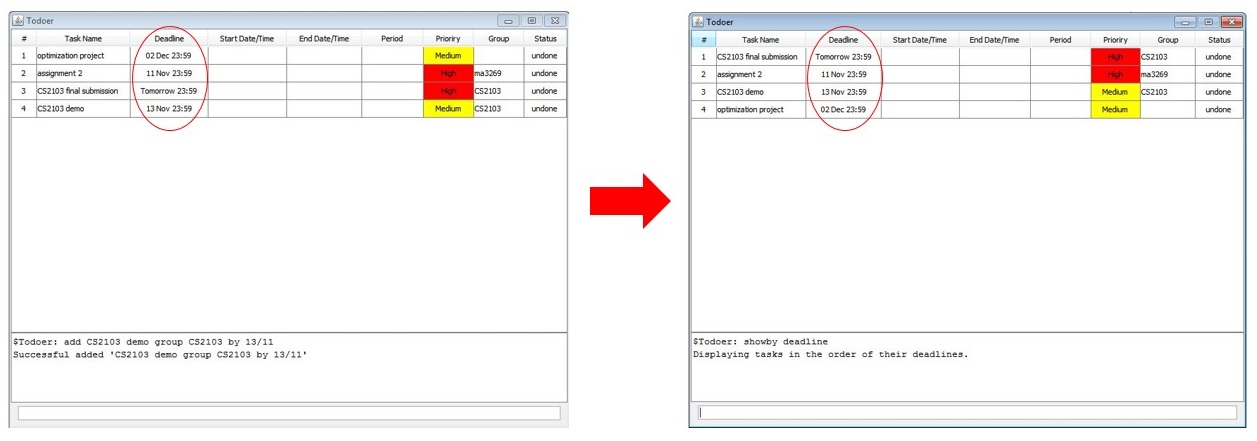 Todoer
# Task Name Deadline Start Date/Time End Date/Time Period Prioriry Group Status
1 optimization project 02 Dec 23:59 Medium undone
2 assignment 2 11 Nov 23:59 High ma3269 undone
3 CS2103 final submission Tomorrow 23:59 High CS2103 undone
4 CS2103 demo 13 Nov 23:59 Medium CS2103 undone
$Todoer: add CS2103 demo group CS2103 by 13/11
Successful added 'CS2103 demo group CS2103 by 13/11'
Todoer
# Task Name Deadline Start Date/Time End Date/Time Period Prioriry Group Status
1 CS2103 final submission Tomorrow 23:59 High CS2103 undone
2 assignment 2 11 Nov 23:59 High ma3269 undone
3 CS2103 demo 13 Nov 23:59 Medium CS2103 undone
4 optimization project 02 Dec 23:59 Medium undone
$Todoer: showby deadline
Displaying tasks in the order of their deadlines.